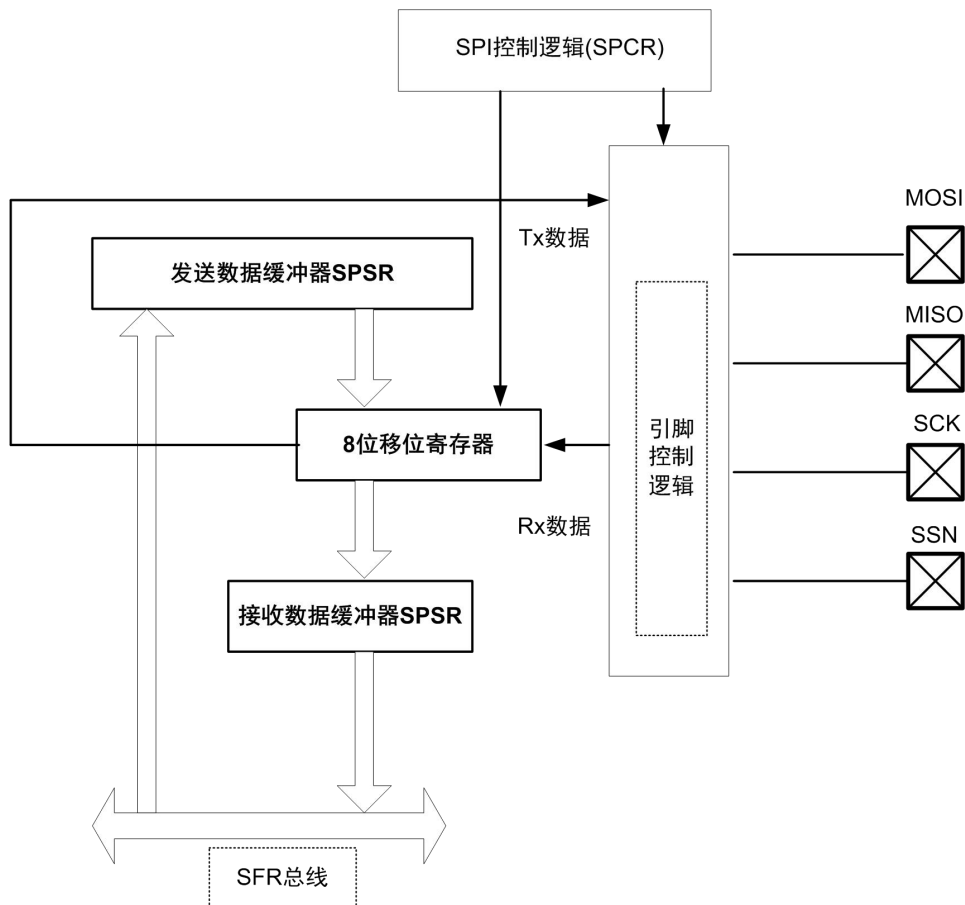 SPI控制逻辑(SPCR)
MOSI
Tx数据
发送数据缓冲器SPSR
MISO
SCK
8位移位寄存器
引脚
控制
逻辑
Rx数据
SSN
接收数据缓冲器SPSR
SFR总线